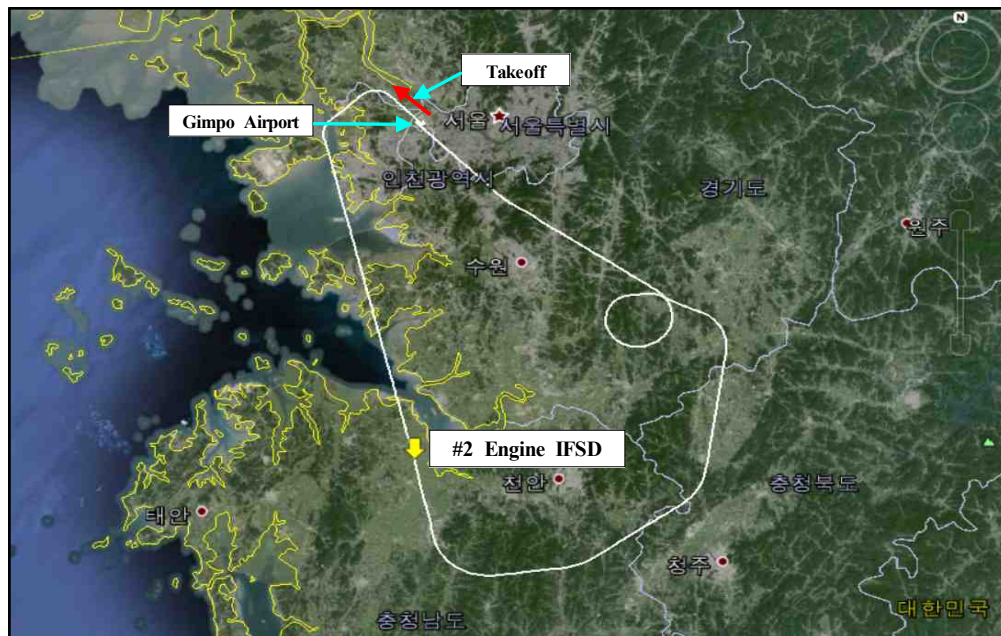 N
Takeoff
Gimpo Airport
서울
서울특별시
인천광역시
경기도
원주
수원
#2 Engine IFSD
천안
충청북도
태안
청주
대한민국
충청남도